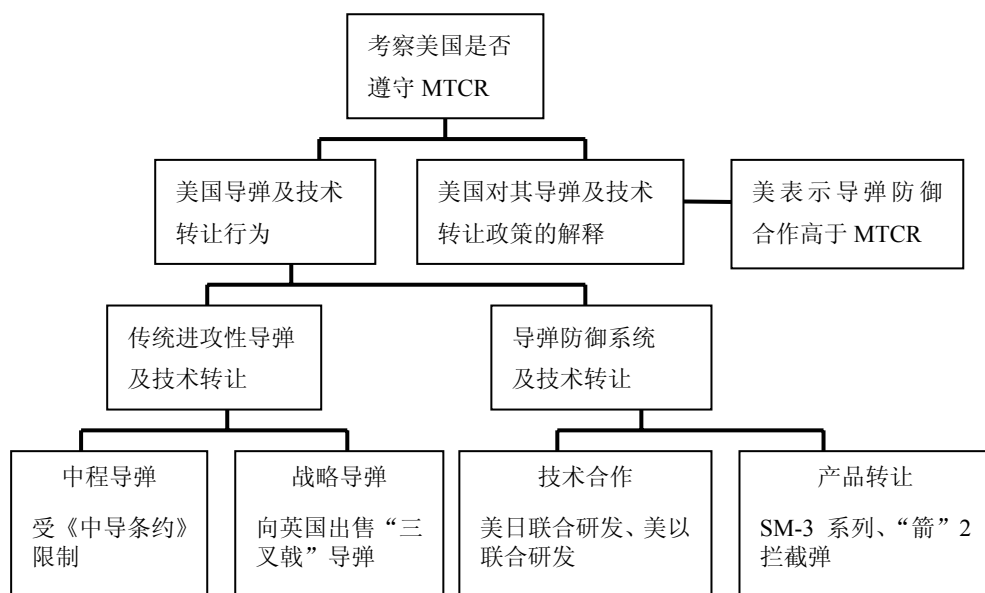 考察美国是否
遵守 MTCR
美国导弹及技术
转让行为
美国对其导弹及技术
转让政策的解释
美表示导弹防御
合作高于 MTCR
传统进攻性导弹
及技术转让
导弹防御系统
及技术转让
中程导弹
受《中导条约》
限制
战略导弹
向英国出售“三
叉戟”导弹
技术合作
美日联合研发、美以
联合研发
产品转让
SM-3 系列、“箭”2
拦截弹